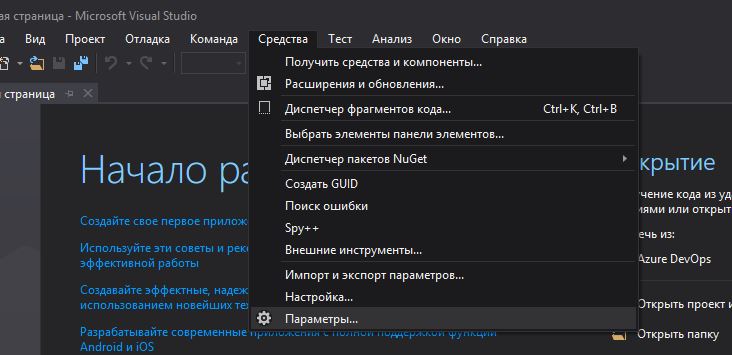 ая страница - Microsoft Visual Studio
а Вид Проект Отладка Команда Средства Тест Анализ Окно Справка
я страница
Получить средства и компоненты...
Расширения и обновления...
Диспетчер фрагментов кода... Ctrl+K, Ctrl+B
Выбрать элементы панели элементов...
Диспетчер пакетов NuGet
Создать GUID
Поиск ошибки
Spy++
Внешние инструменты...
Импорт и экспорт параметров...
Настройка...
Параметры...
Начало ра
Создайте свое первое прилож
Используйте эти советы и реко
эффективной работы
Создавайте эффектные, надеж
использованием новейших тех
Разрабатывайте современные приложения с полной поддержкой функций
Android и iOS
крытие
учение кода из уд
иями или открыт
ечь из:
Azure DevOps
Открыть проект и
Открыть папку